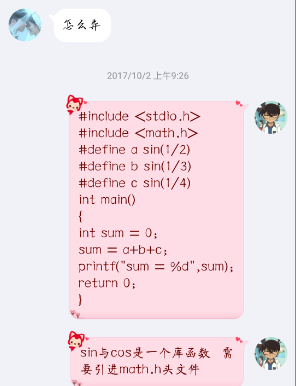 怎么弄
2017/10/2 上午9:26
#include <stdio.h>
#include <math.h>
#define a sin(1/2)
#define b sin(1/3)
#define c sin(1/4)
int main()
{
int sum = 0;
sum = a+b+c;
printf("sum = %d",sum);
return 0;
}
sin与cos是一个库函数 需
要引进math.h头文件